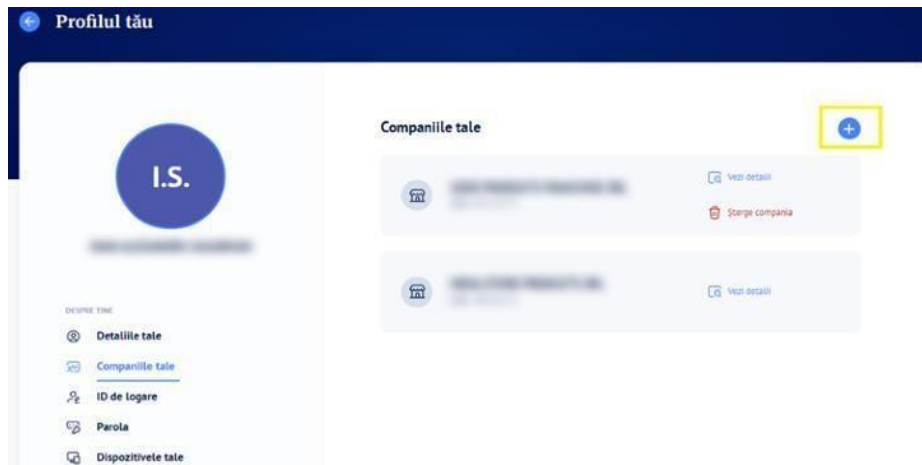 Profilul tău
I.S.
DESPRE TINE
Detaliile tale
Companiile tale
ID de logare
Parola
Dispozitivele tale
Companiile tale
Vezi detalii
Șterge compania
Vezi detalii